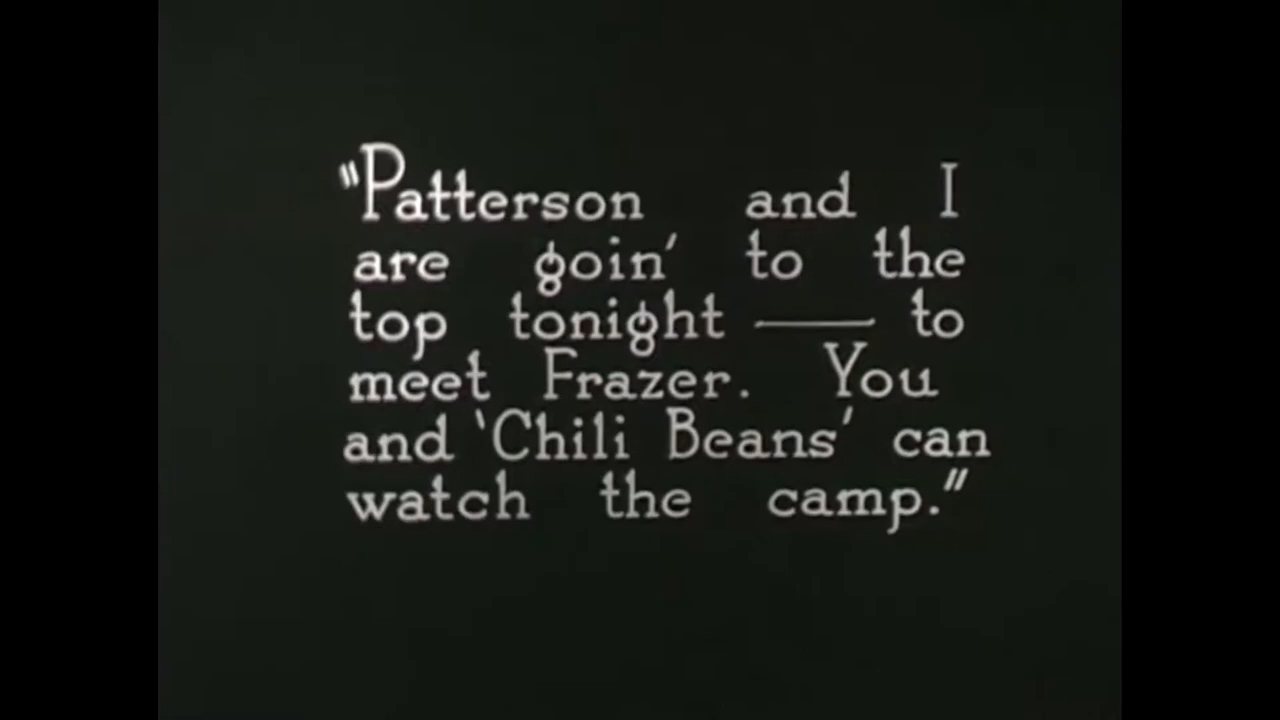 "Patterson and I
are goin' to the
top tonight — to
meet Frazer. You
and 'Chili Beans' can
watch the camp."